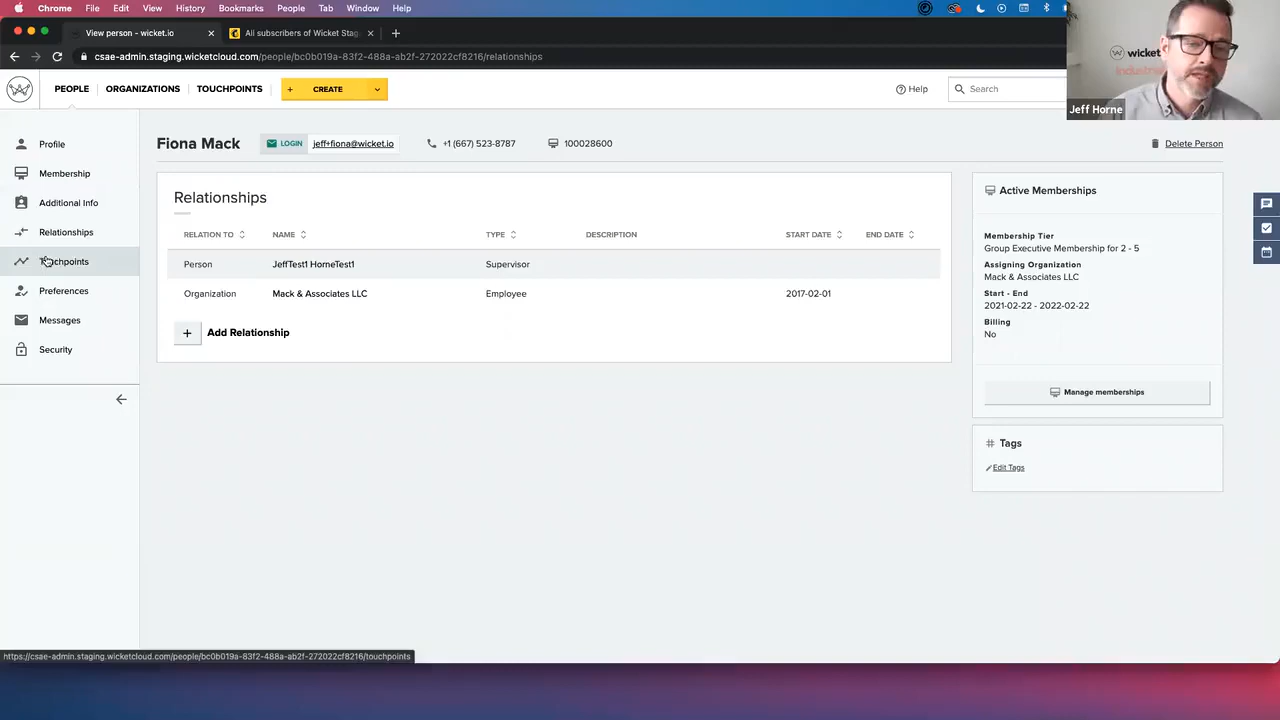 Chrome File Edit View History Bookmarks People Tab Window Help
View person - wicket.io
All subscribers of Wicket Stag
csae-admin.staging.wicketcloud.com/people/bc0b019a-83f2-488a-ab2f-272022cf8216/relationships
PEOPLE ORGANIZATIONS TOUCHPOINTS + CREATE Help Search
wicket
Jeff Horne
Profile
Membership
Additional Info
Relationships
Touchpoints
Preferences
Messages
Security
Fiona Mack LOGIN jeff+fiona@wicket.io +1 (667) 523-8787 100028600 Delete Person
Relationships
RELATION TO NAME TYPE DESCRIPTION START DATE END DATE
Person JeffTest1 HorneTest1 Supervisor
Organization Mack & Associates LLC Employee 2017-02-01
+ Add Relationship
Active Memberships
Membership Tier
Group Executive Membership for 2 - 5
Assigning Organization
Mack & Associates LLC
Start - End
2021-02-22 - 2022-02-22
Billing
No
Manage memberships
# Tags
Edit Tags
https://csae-admin.staging.wicketcloud.com/people/bc0b019a-83f2-488a-ab2f-272022cf8216/touchpoints